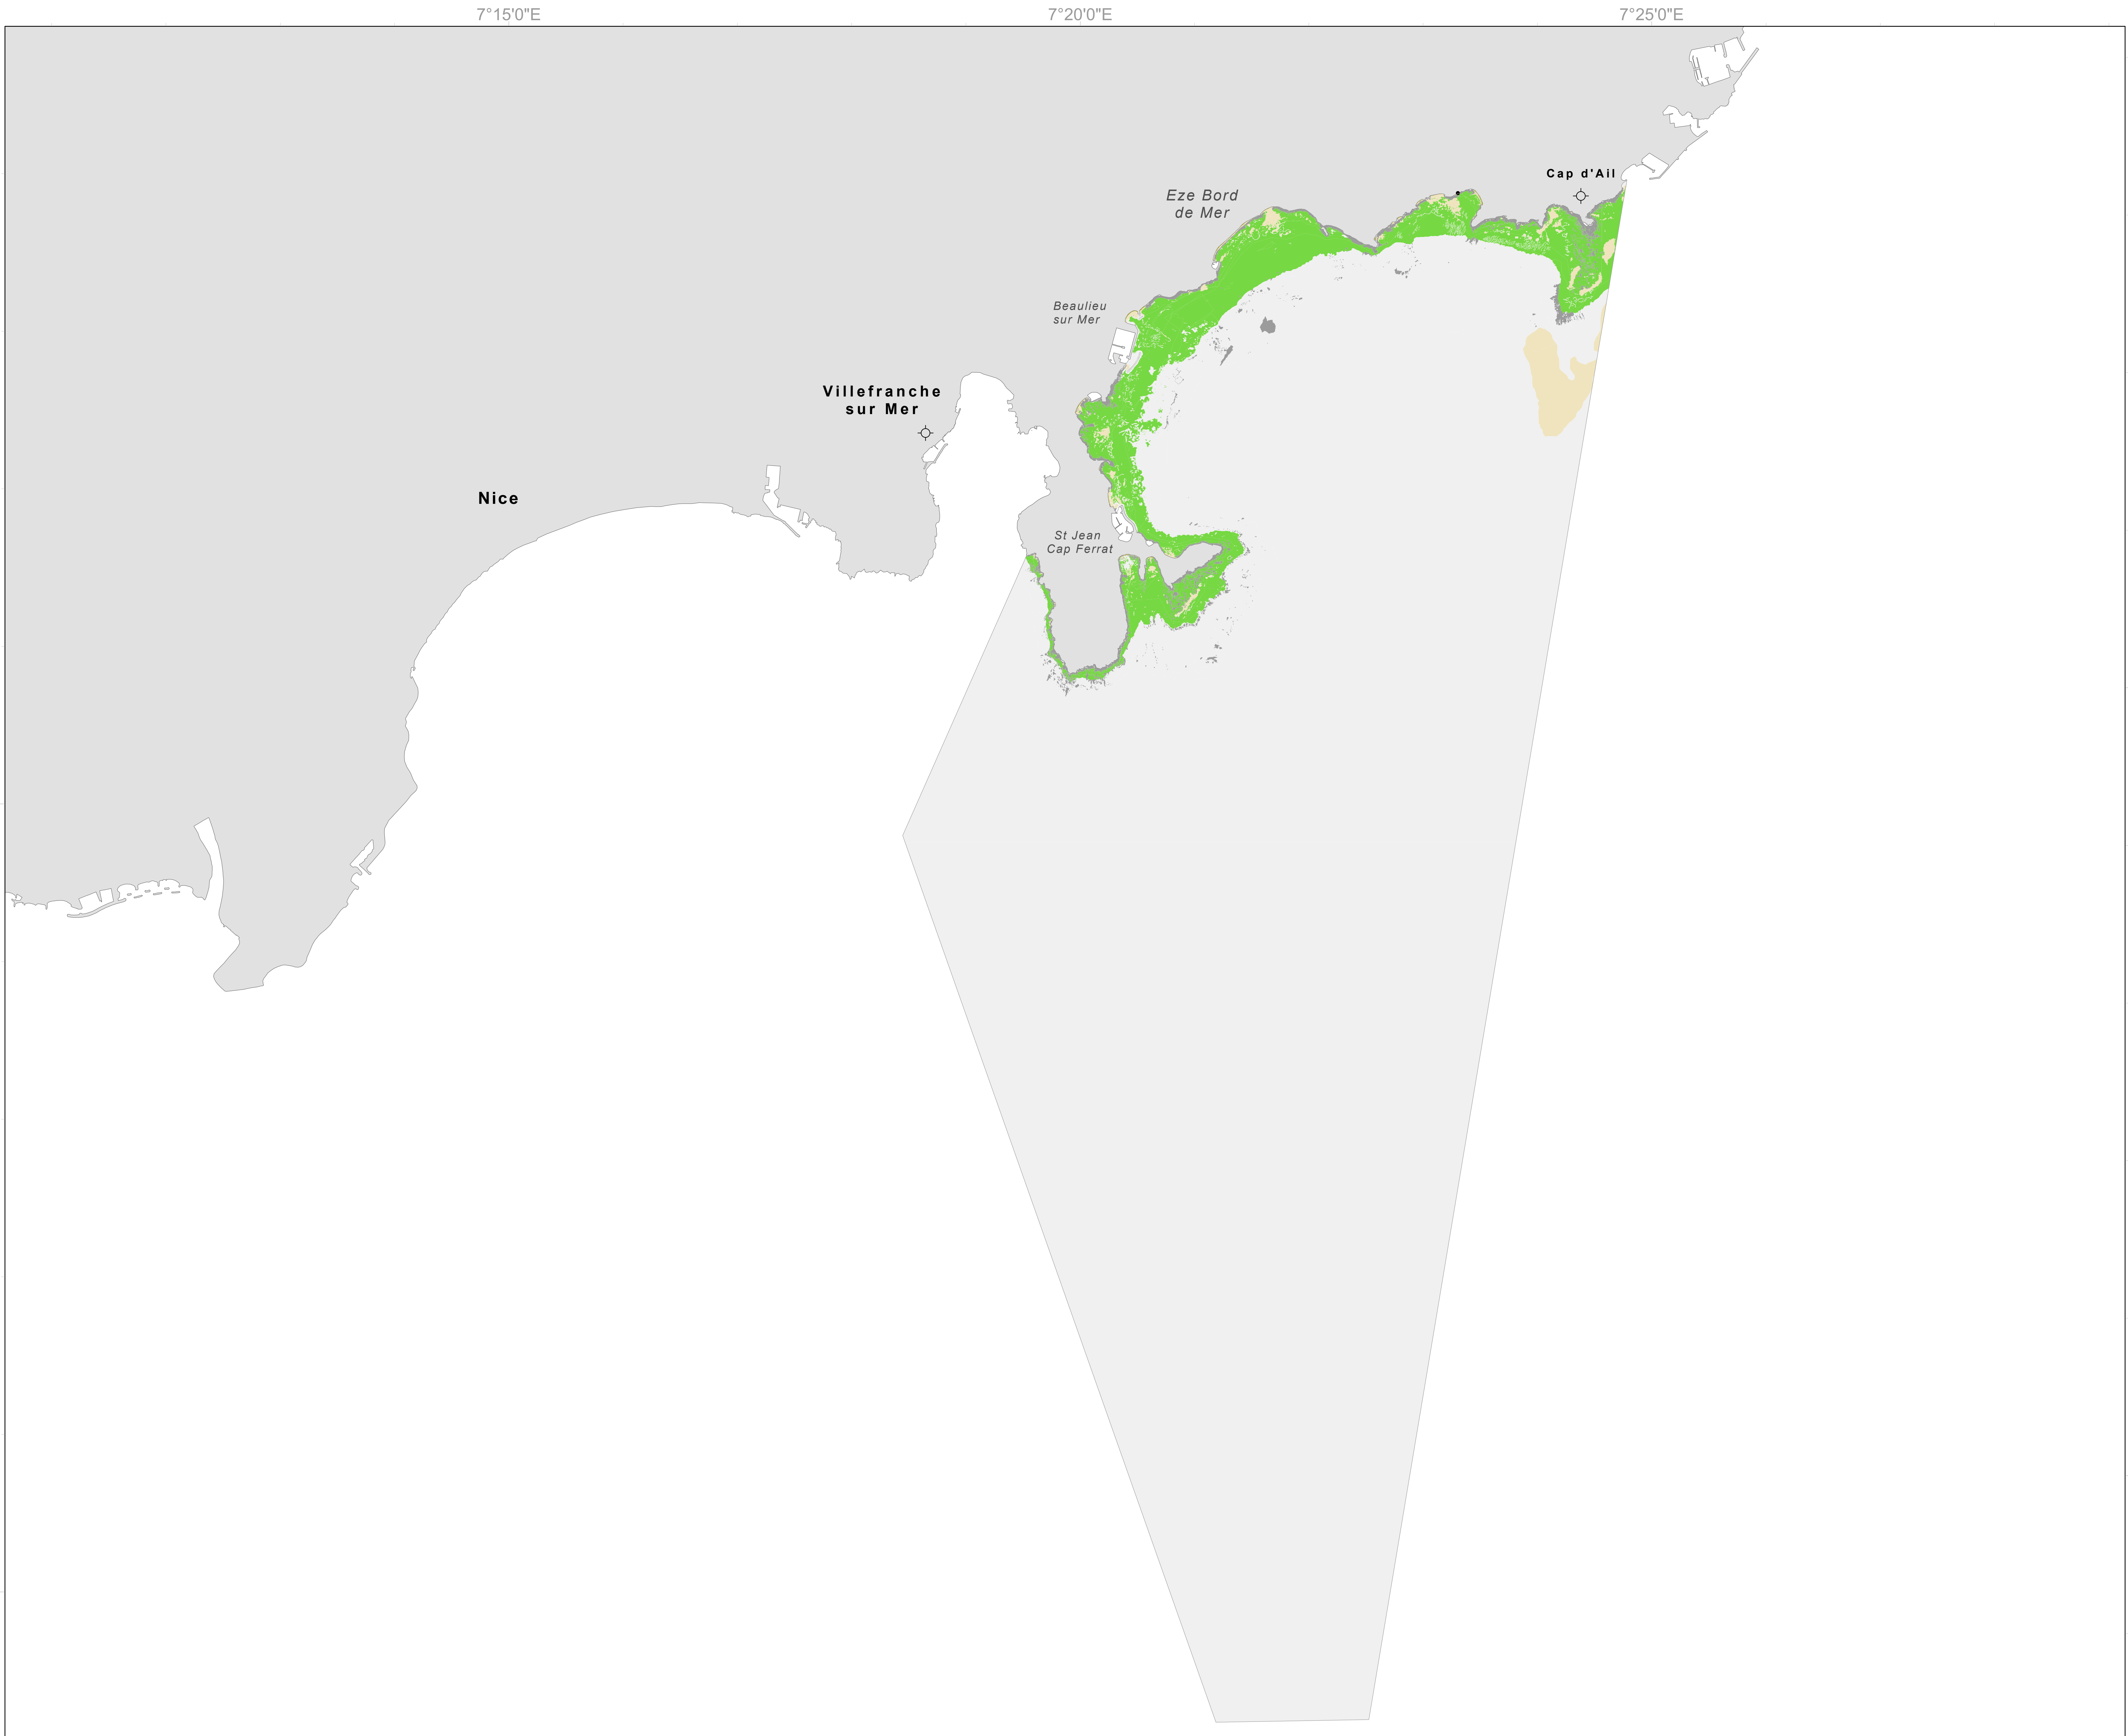 7°15'0"E
7°20'0"E
7°25'0"E
Cap d'Ail
Eze Bord
de Mer
Beaulieu
sur Mer
Villefranche
sur Mer
Nice
St Jean
Cap Ferrat